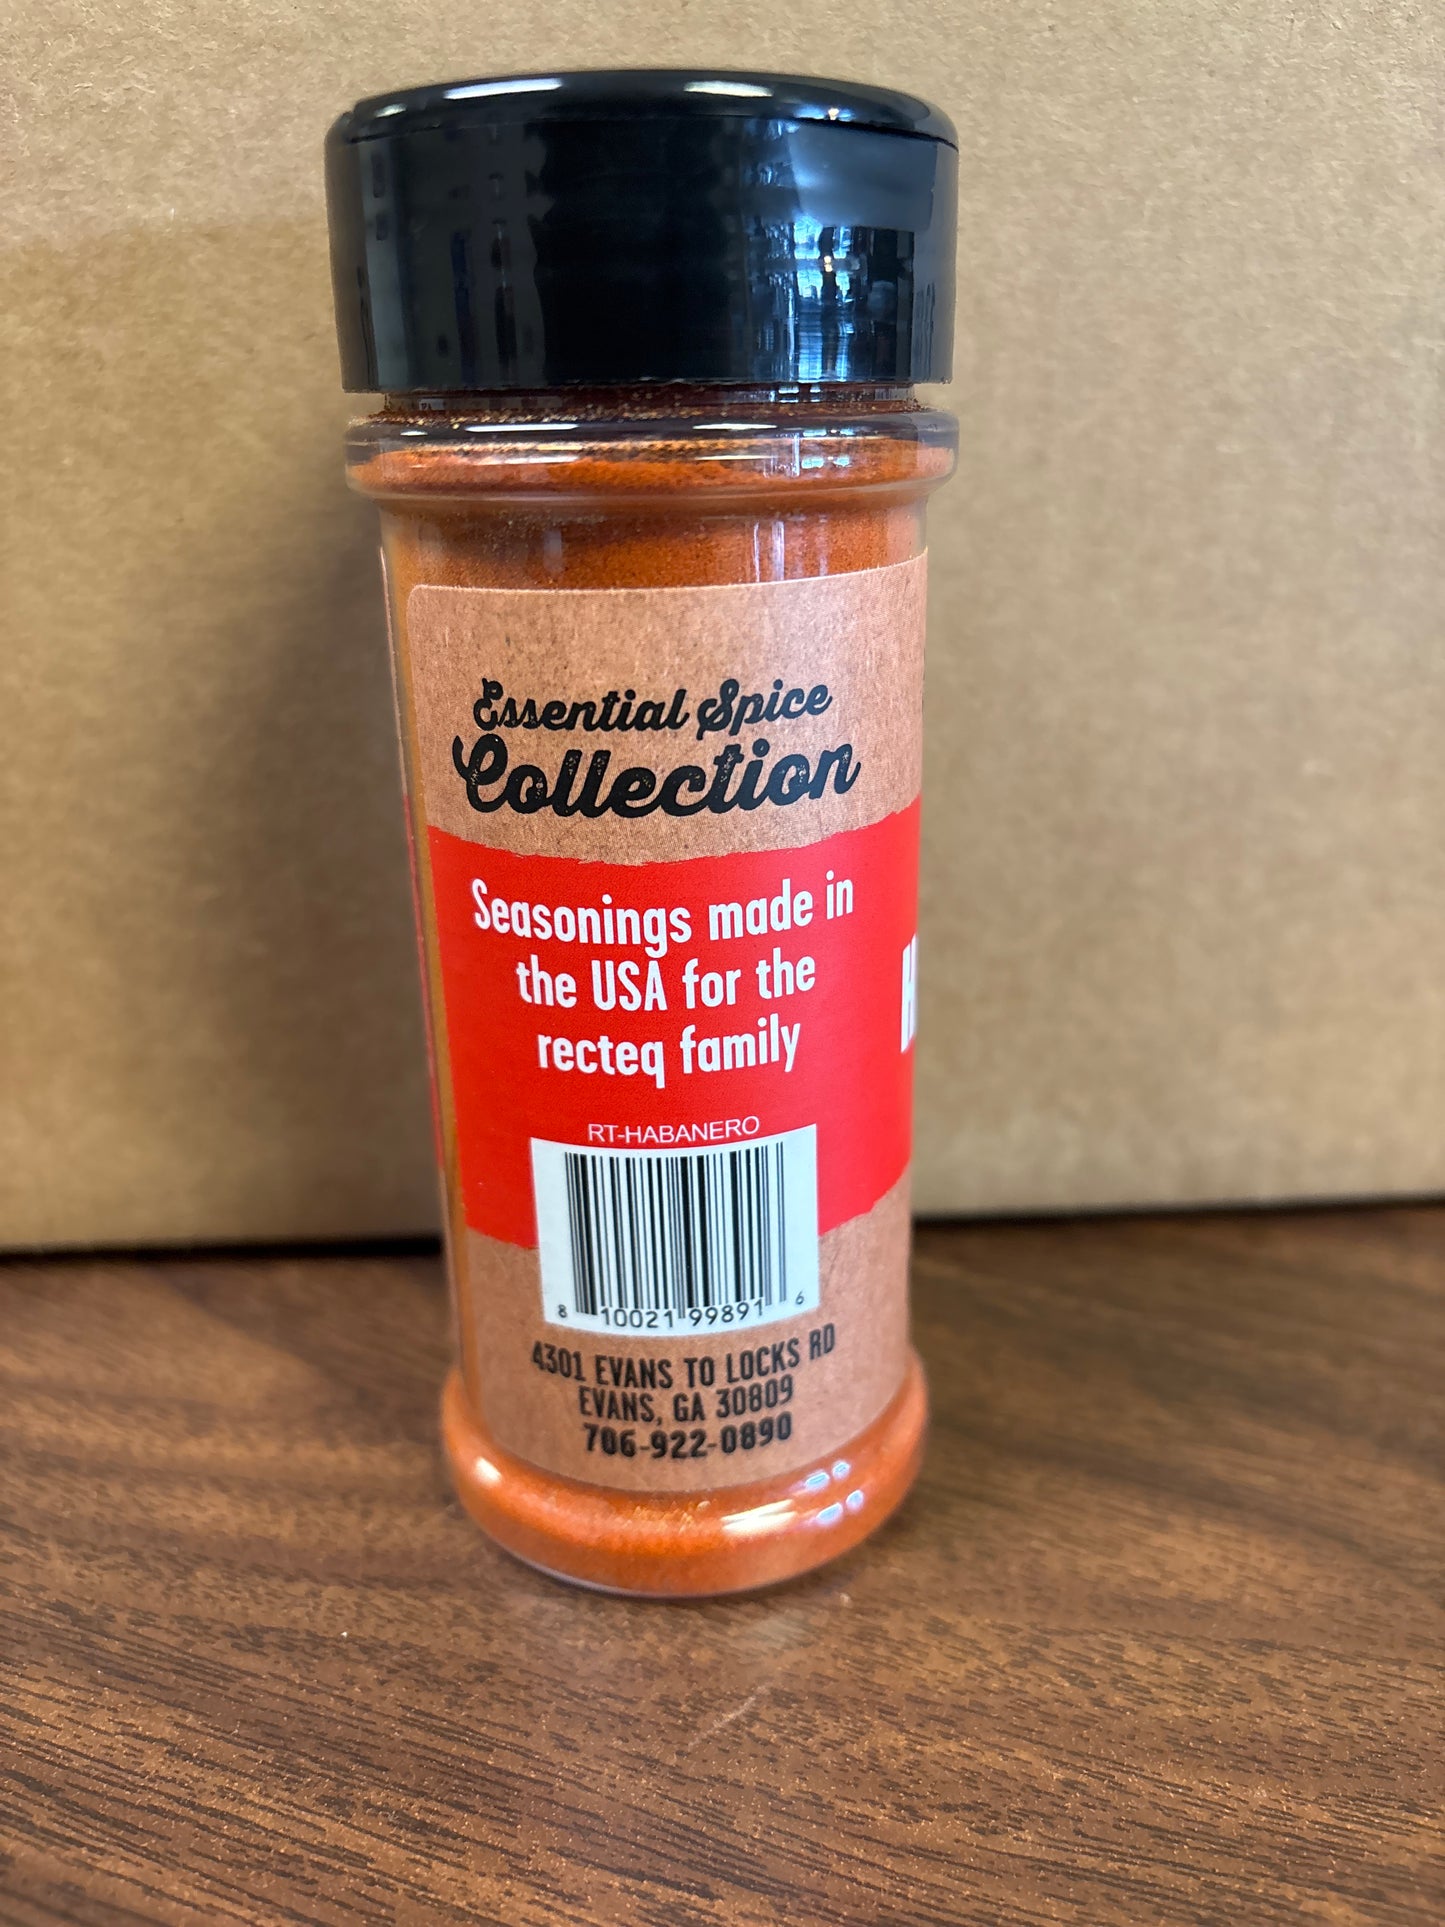 Essential Spice
Collection
Seasonings made in
the USA for the
recteq family
H
RT-HABANERO
8 10021 99891 6
4301 EVANS TO LOCKS RD
EVANS, GA 30809
706-922-0890